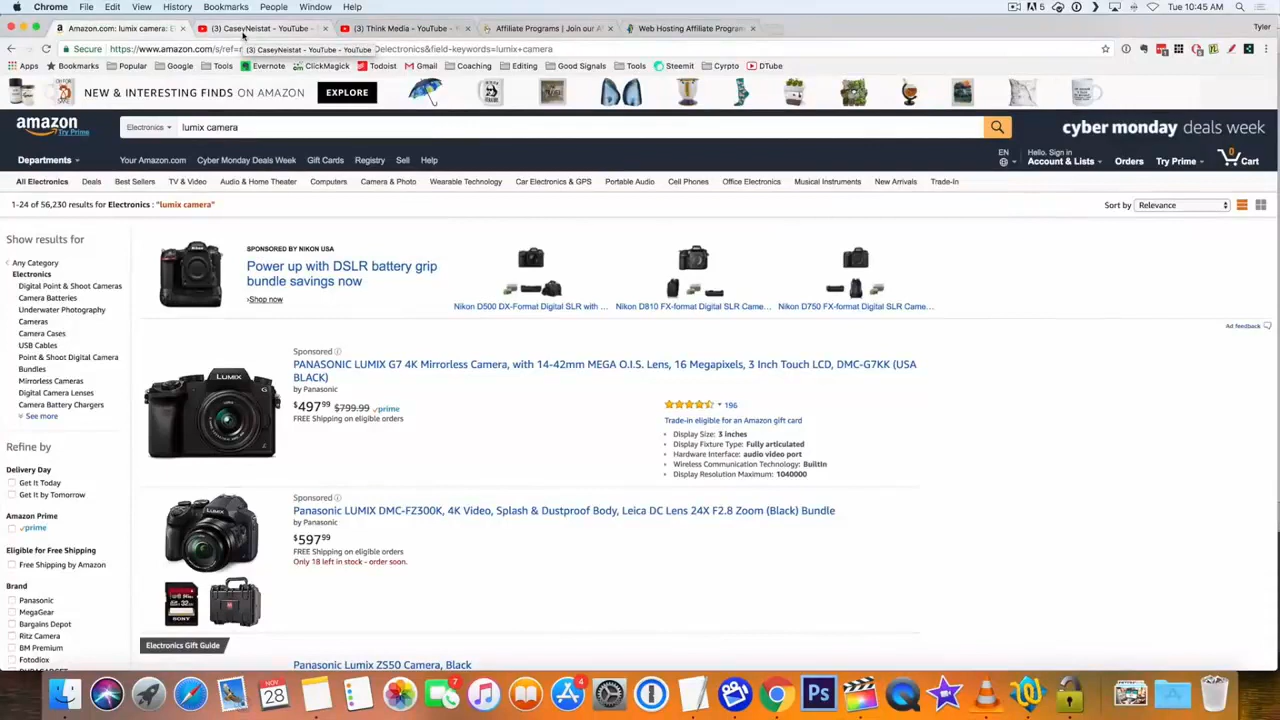 Chrome File Edit View History Bookmarks People Window Help
Tue 10:45 AM
Amazon.com: lumix camera: E
(3) CaseyNeistat - YouTube -
(3) Think Media - YouTube -
Affiliate Programs | Join our A
Web Hosting Affiliate Program
Tyler
Secure https://www.amazon.com/s/ref=
Delectronics&field-keywords=lumix+camera
(3) CaseyNeistat - YouTube - YouTube
Apps Bookmarks Popular Google Tools Evernote ClickMagick Todoist Gmail Coaching Editing Good Signals Tools Steemit Cyrpto DTube
NEW & INTERESTING FINDS ON AMAZON EXPLORE
amazon
Try Prime
Electronics lumix camera
cyber monday deals week
Departments Your Amazon.com Cyber Monday Deals Week Gift Cards Registry Sell Help
EN
Hello. Sign in
Account & Lists Orders Try Prime 0 Cart
All Electronics Deals Best Sellers TV & Video Audio & Home Theater Computers Camera & Photo Wearable Technology Car Electronics & GPS Portable Audio Cell Phones Office Electronics Musical Instruments New Arrivals Trade-In
1-24 of 56,230 results for Electronics : "lumix camera"
Sort by Relevance
Show results for
Any Category
Electronics
Digital Point & Shoot Cameras
Camera Batteries
Underwater Photography
Cameras
Camera Cases
USB Cables
Point & Shoot Digital Camera
Bundles
Mirrorless Cameras
Digital Camera Lenses
Camera Battery Chargers
See more
Refine by
Delivery Day
Get It Today
Get It by Tomorrow
Amazon Prime
prime
Eligible for Free Shipping
Free Shipping by Amazon
Brand
Panasonic
MegaGear
Bargains Depot
Ritz Camera
BM Premium
Fotodiox
SPONSORED BY NIKON USA
Power up with DSLR battery grip
bundle savings now
›Shop now
Nikon D500 DX-Format Digital SLR with ...
Nikon D810 FX-format Digital SLR Came...
Nikon D750 FX-format Digital SLR Came...
Ad feedback
Sponsored
PANASONIC LUMIX G7 4K Mirrorless Camera, with 14-42mm MEGA O.I.S. Lens, 16 Megapixels, 3 Inch Touch LCD, DMC-G7KK (USA
BLACK)
by Panasonic
$497 99 $799.99 prime
FREE Shipping on eligible orders
196
Trade-in eligible for an Amazon gift card
Display Size: 3 inches
Display Fixture Type: Fully articulated
Hardware Interface: audio video port
Wireless Communication Technology: BuiltIn
Display Resolution Maximum: 1040000
LUMIX
Sponsored
Panasonic LUMIX DMC-FZ300K, 4K Video, Splash & Dustproof Body, Leica DC Lens 24X F2.8 Zoom (Black) Bundle
by Panasonic
$597 99
FREE Shipping on eligible orders
Only 18 left in stock - order soon.
SONY
Electronics Gift Guide
Panasonic Lumix ZS50 Camera, Black
NOV
28
7
4
Ps